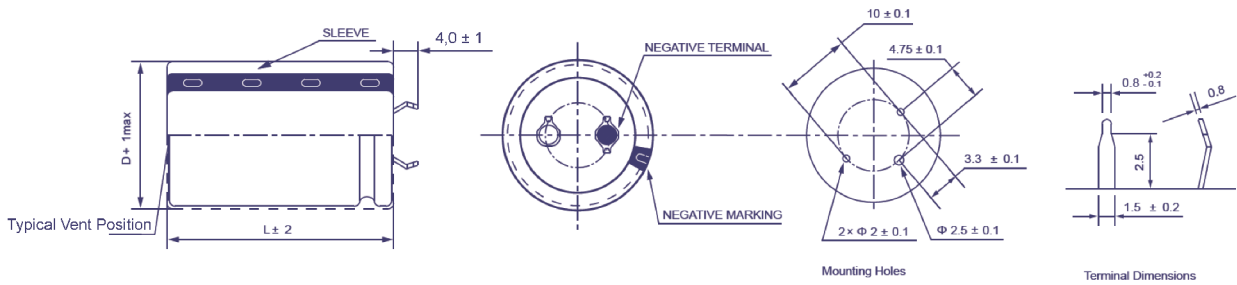 SLEEVE
4,0 ± 1
D + 1max
Typical Vent Position
L± 2
NEGATIVE TERMINAL
NEGATIVE MARKING
10 ± 0.1
4.75 ± 0.1
3.3 ± 0.1
2× Φ 2 ± 0.1
Φ 2.5 ± 0.1
Mounting Holes
0.8 +0.2 -0.1
0.8
2.5
1.5 ± 0.2
Terminal Dimensions